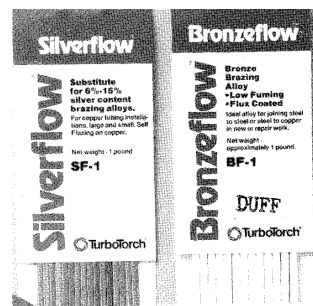 Silverflow
Silverflow
Substitute
for 6%-15%
silver content
brazing alloys.
For copper tubing installa-
tions, large and small. Self
Fluxing on copper.
Net weight - 1 pound
SF-1
TurboTorch
Bronzeflow
Bronzeflow
Bronze
Brazing
Alloy
•Low Fuming
•Flux Coated
Ideal alloy for joining steel
to steel or steel to copper
in new or repair work.
Net weight -
approximately 1 pound.
BF-1
DUFF
TurboTorch